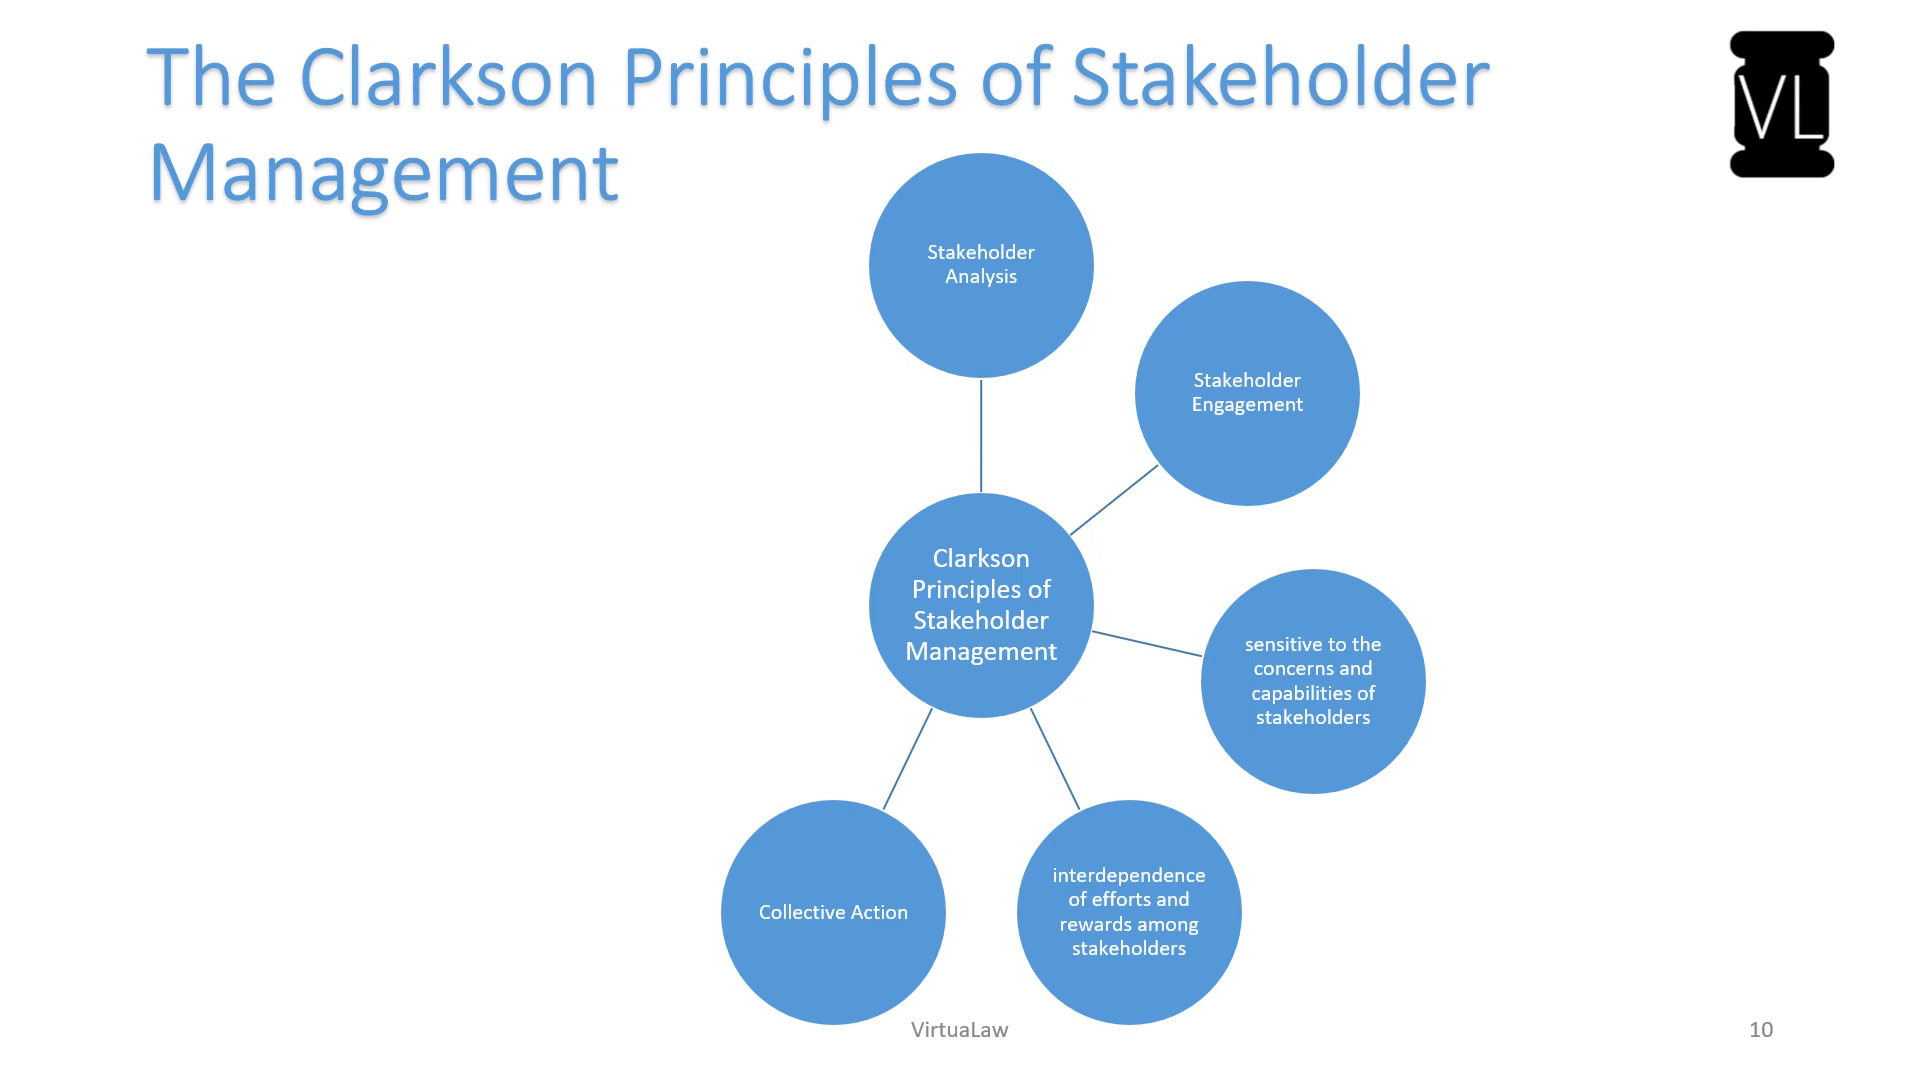 The Clarkson Principles of Stakeholder
Management
VL
Stakeholder
Analysis
Stakeholder
Engagement
Clarkson
Principles of
Stakeholder
Management
sensitive to the
concerns and
capabilities of
stakeholders
interdependence
of efforts and
rewards among
stakeholders
Collective Action
VirtuaLaw
10